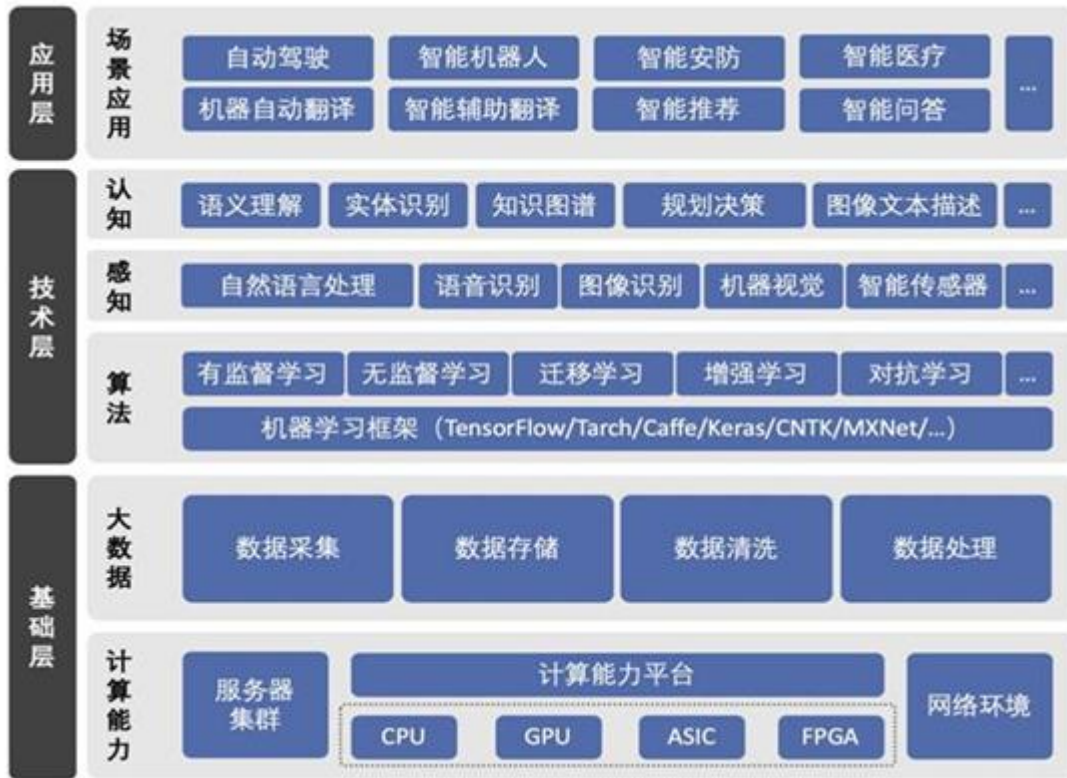 应用层
场景应用
自动驾驶
智能机器人
智能安防
智能医疗
...
机器自动翻译
智能辅助翻译
智能推荐
智能问答
技术层
认知
语义理解
实体识别
知识图谱
规划决策
图像文本描述
...
感知
自然语言处理
语音识别
图像识别
机器视觉
智能传感器
...
算法
有监督学习
无监督学习
迁移学习
增强学习
对抗学习
...
机器学习框架（TensorFlow/Tarch/Caffe/Keras/CNTK/MXNet/...）
基础层
大数据
数据采集
数据存储
数据清洗
数据处理
计算能力
服务器
集群
计算能力平台
CPU
GPU
ASIC
FPGA
网络环境